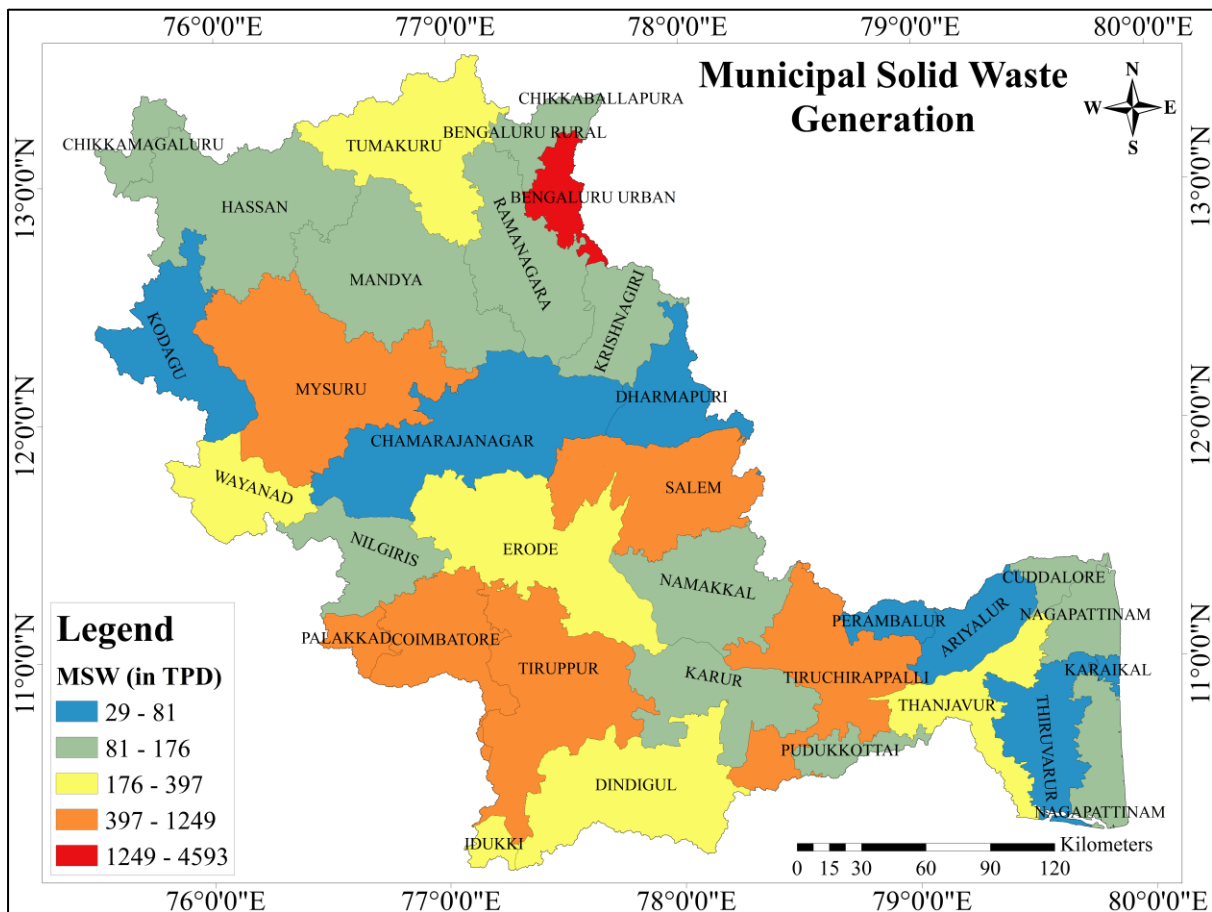 76°0'0"E 77°0'0"E 78°0'0"E 79°0'0"E 80°0'0"E
Municipal Solid Waste
Generation
N
W E
S
13°0'0"N
12°0'0"N
11°0'0"N
13°0'0"N
12°0'0"N
11°0'0"N
CHIKKABALLAPURA
BENGALURU RURAL
CHIKKAMAGALURU
TUMAKURU
BENGALURU URBAN
HASSAN
RAMANAGARA
MANDYA
KRISHNAGIRI
KODAGU
MYSURU
DHARMAPURI
CHAMARAJANAGAR
WAYANAD
SALEM
NILGIRIS
ERODE
NAMAKKAL
CUDDALORE
NAGAPATTINAM
PERAMBALUR
ARIYALUR
PALAKKAD
COIMBATORE
TIRUPPUR
KARUR
TIRUCHIRAPPALLI
KARAIKAL
THANJAVUR
THIRUVARUR
PUDUKKOTTAI
DINDIGUL
NAGAPATTINAM
IDUKKI
Legend
MSW (in TPD)
29 - 81
81 - 176
176 - 397
397 - 1249
1249 - 4593
Kilometers
0 15 30 60 90 120
76°0'0"E 77°0'0"E 78°0'0"E 79°0'0"E 80°0'0"E